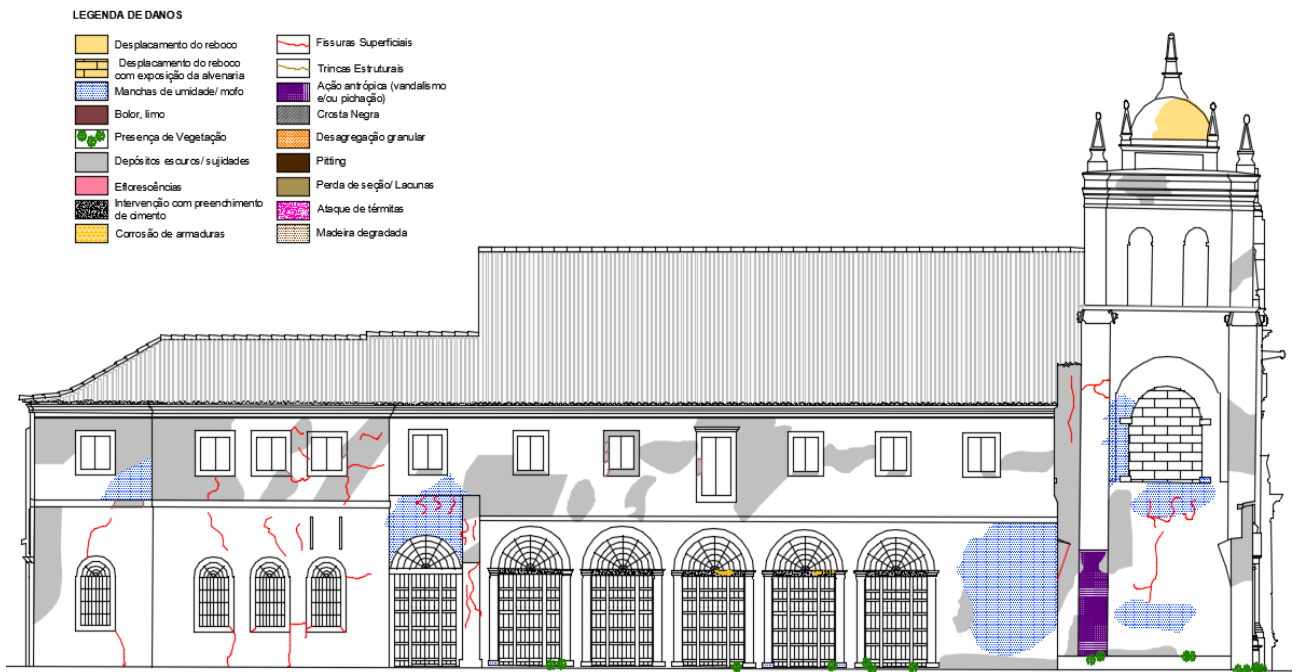 LEGENDA DE DANOS
Desplacamento do reboco
Desplacamento do reboco
com exposição da alvenaria
Manchas de umidade/ mofo
Bolor, limo
Presença de Vegetação
Depósitos escuros/ sujidades
Eflorescências
Intervenção com preenchimento
de cimento
Corrosão de armaduras
Fissuras Superficiais
Trincas Estruturais
Ação antrópica (vandalismo
e/ou pichação)
Crosta Negra
Desagregação granular
Pitting
Perda de seção/ Lacunas
Ataque de térmitas
Madeira degradada